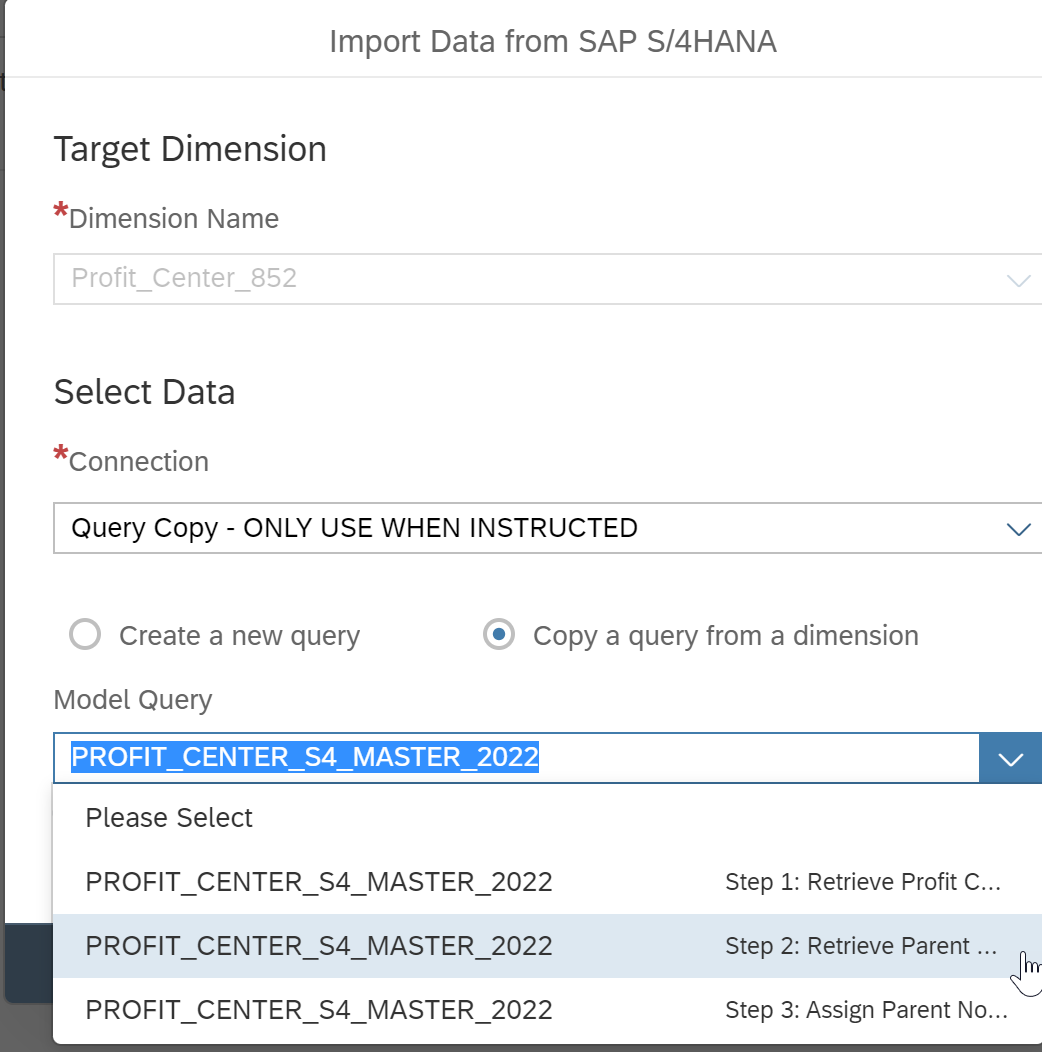 Import Data from SAP S/4HANA
Target Dimension
*Dimension Name
Profit_Center_852
Select Data
*Connection
Query Copy - ONLY USE WHEN INSTRUCTED
Create a new query Copy a query from a dimension
Model Query
PROFIT_CENTER_S4_MASTER_2022
Please Select
PROFIT_CENTER_S4_MASTER_2022 Step 1: Retrieve Profit C...
PROFIT_CENTER_S4_MASTER_2022 Step 2: Retrieve Parent ...
PROFIT_CENTER_S4_MASTER_2022 Step 3: Assign Parent No...